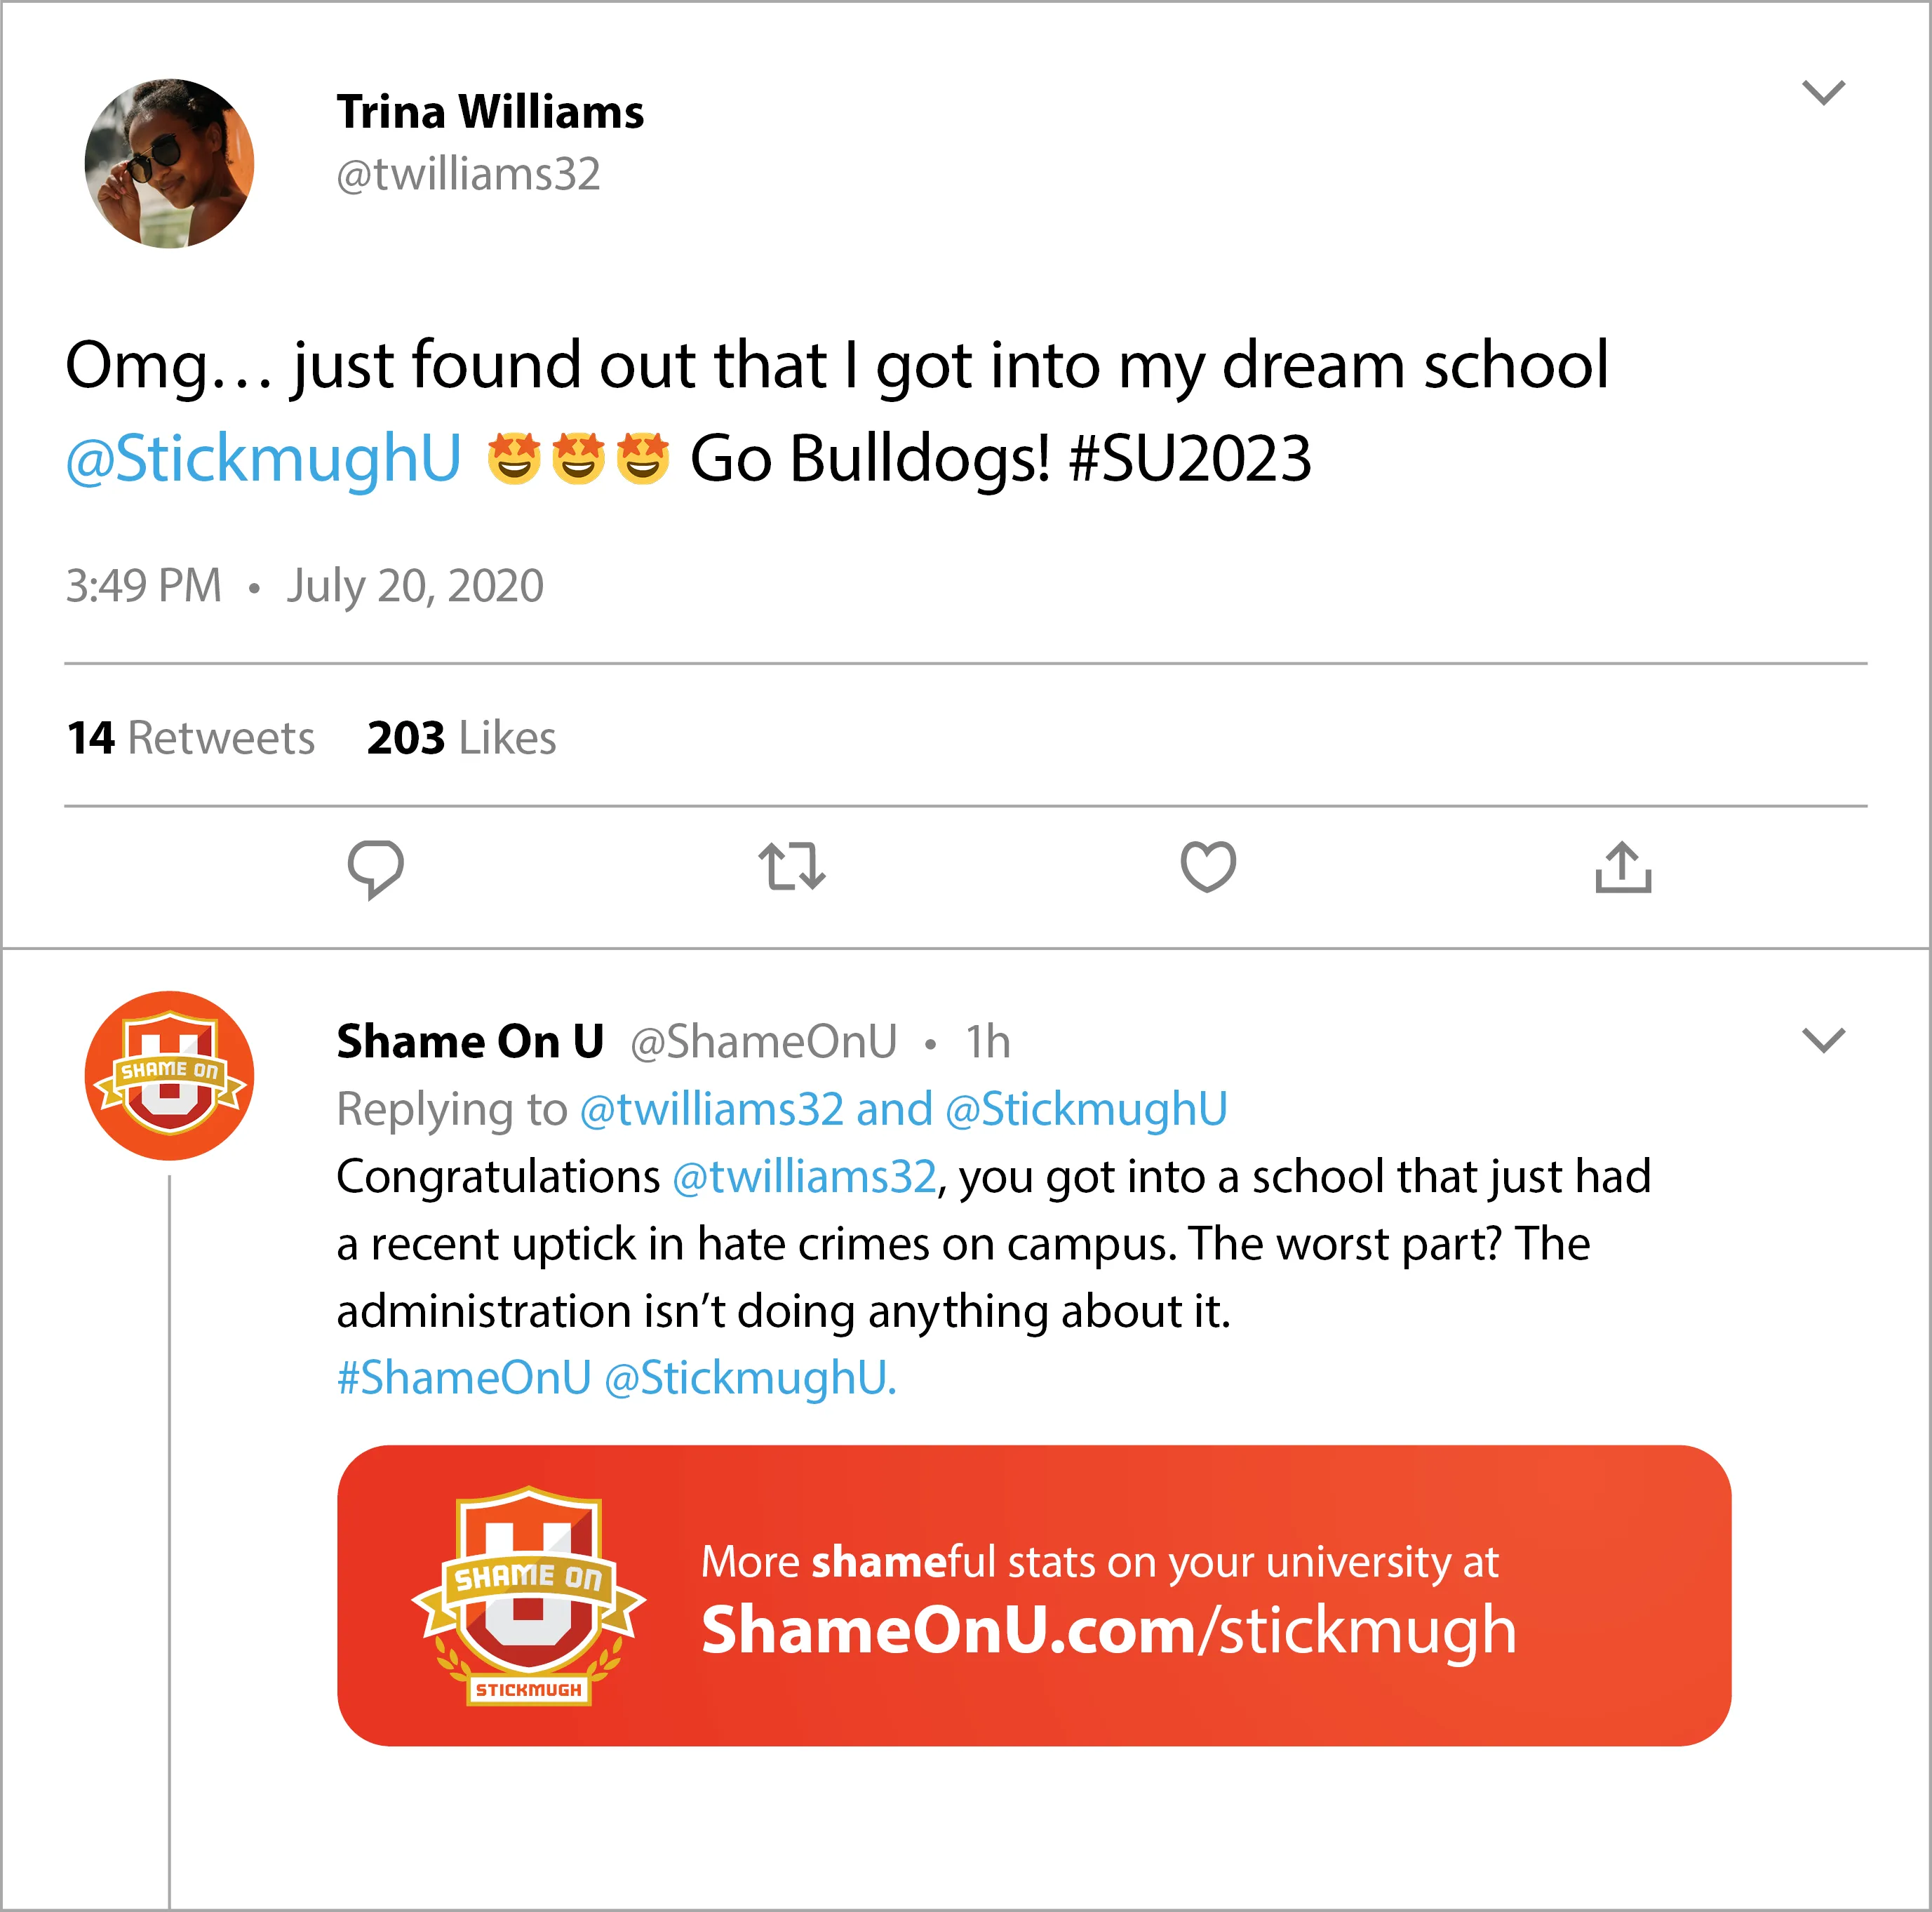 Trina Williams
@twilliams32
Omg... just found out that I got into my dream school
@StickmughU 🤩🤩🤩 Go Bulldogs! #SU2023
3:49 PM • July 20, 2020
14 Retweets 203 Likes
SHAME ON U
Shame On U @ShameOnU • 1h
Replying to @twilliams32 and @StickmughU
Congratulations @twilliams32, you got into a school that just had
a recent uptick in hate crimes on campus. The worst part? The
administration isn’t doing anything about it.
#ShameOnU @StickmughU.
SHAME ON U
STICKMUGH
More shameful stats on your university at
ShameOnU.com/stickmugh